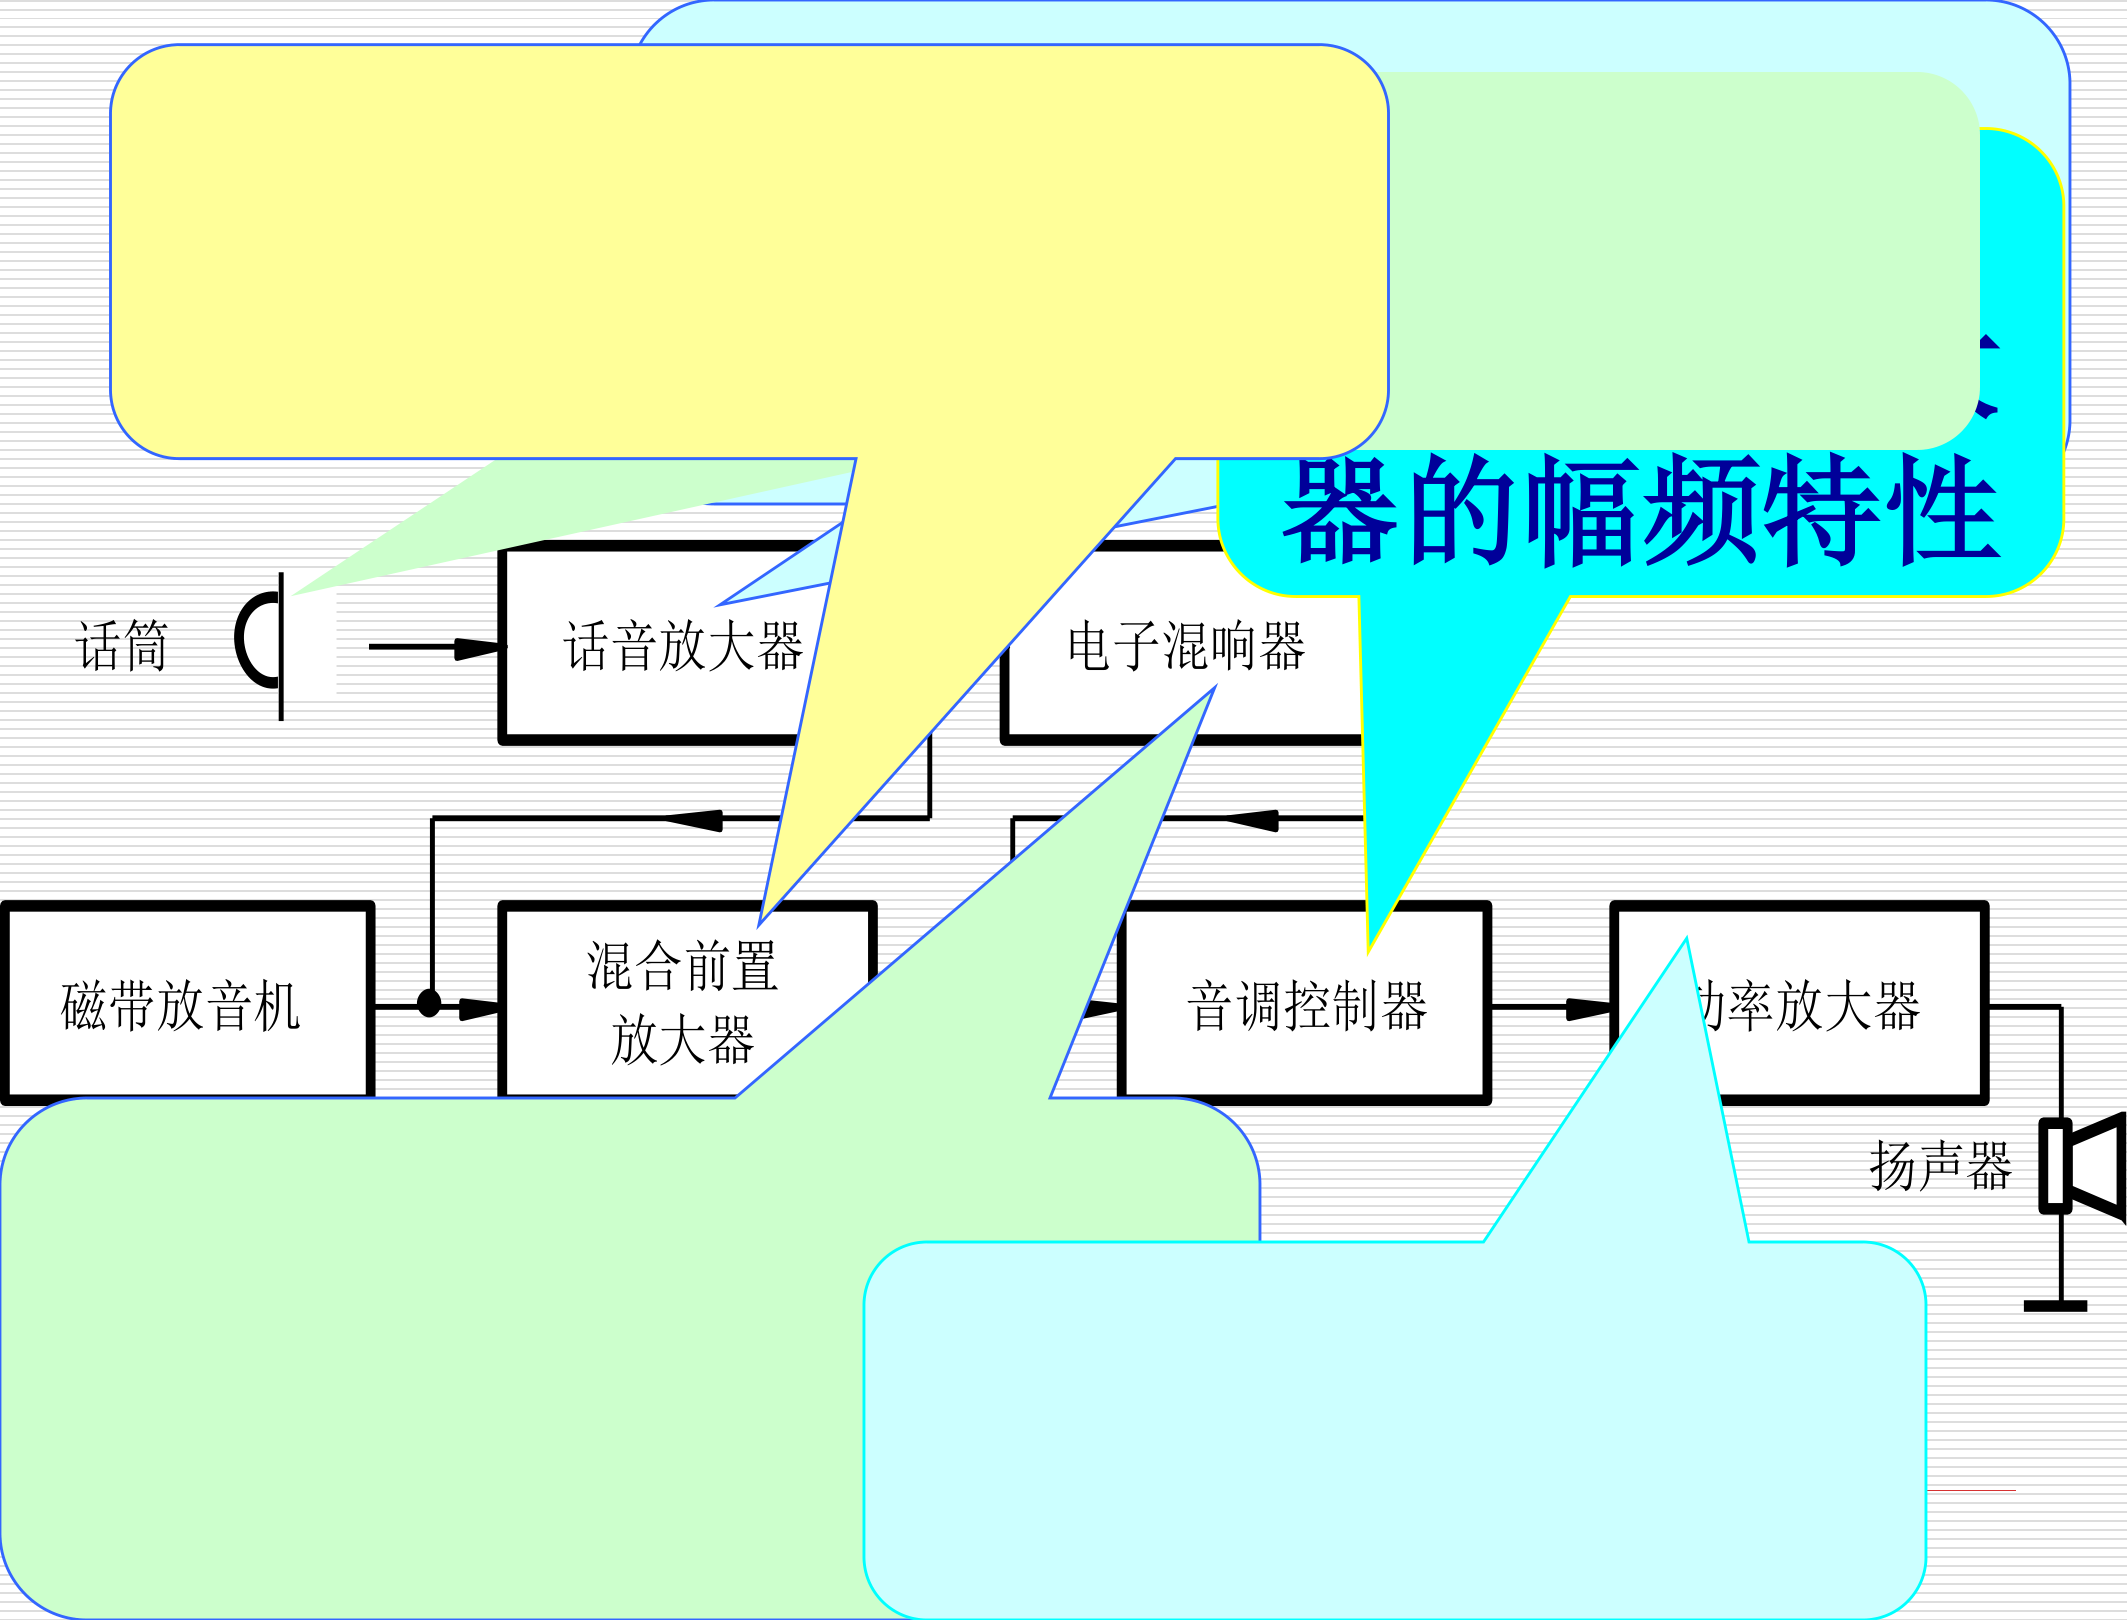 器的幅频特性
话筒
话音放大器
电子混响器
磁带放音机
混合前置
放大器
音调控制器
功率放大器
扬声器